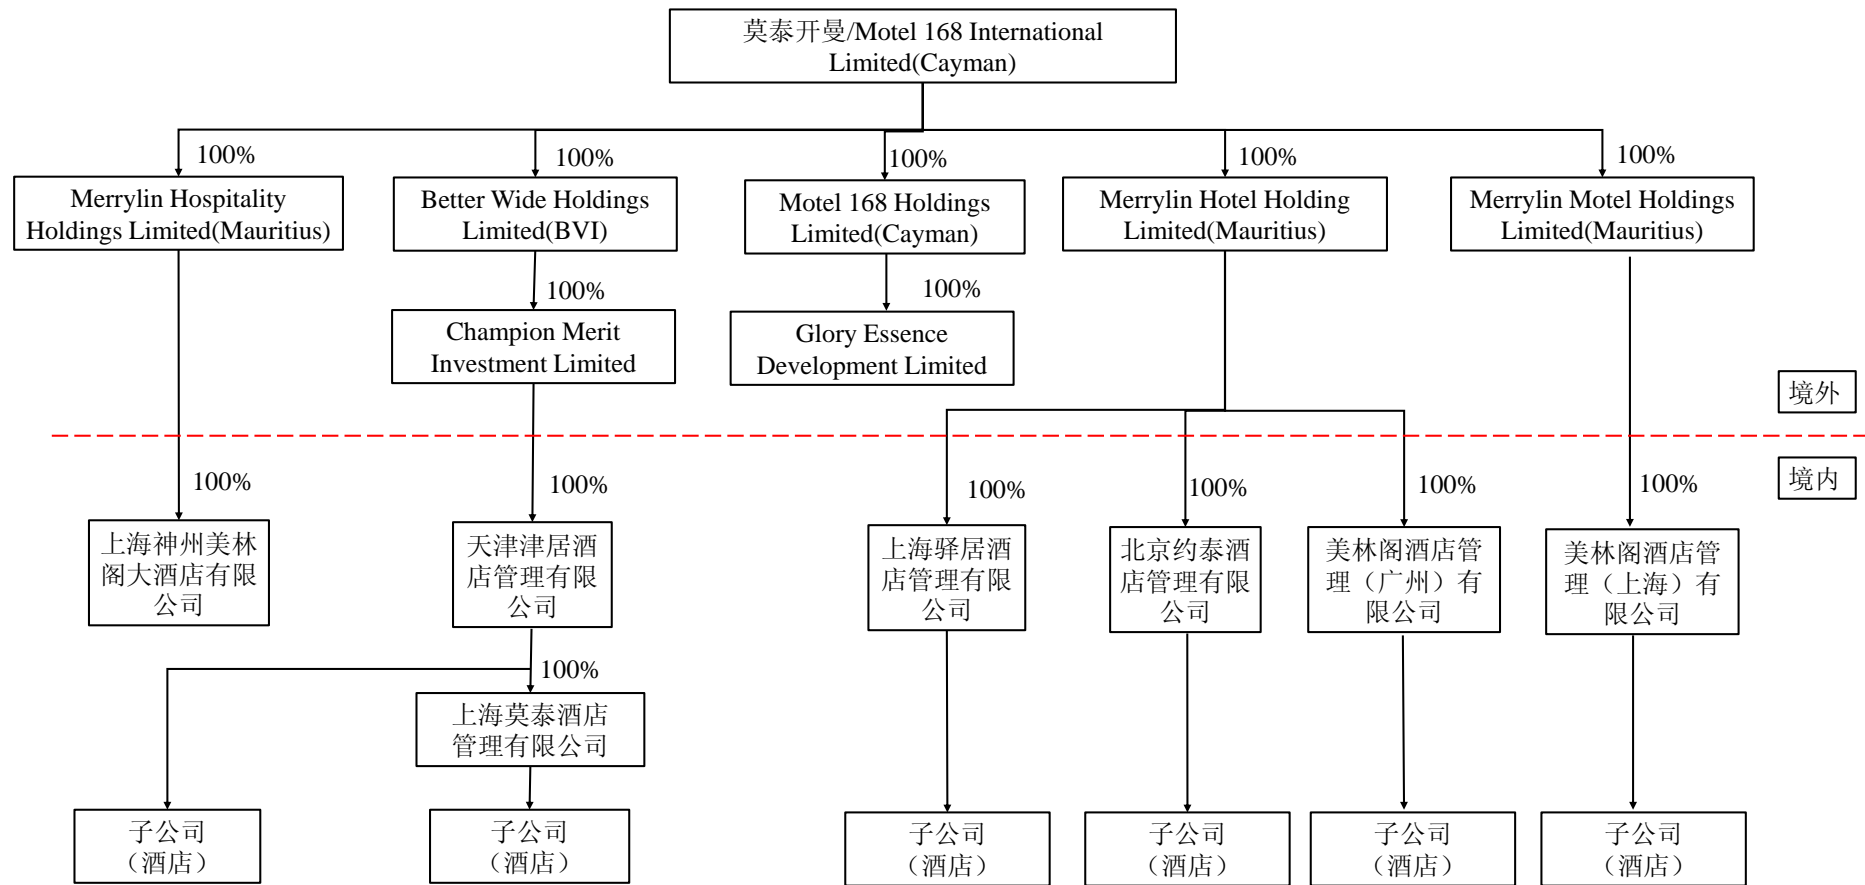 莫泰开曼/Motel 168 International
Limited(Cayman)
100%
100%
100%
100%
100%
Merrylin Hospitality
Holdings Limited(Mauritius)
Better Wide Holdings
Limited(BVI)
Motel 168 Holdings
Limited(Cayman)
Merrylin Hotel Holding
Limited(Mauritius)
Merrylin Motel Holdings
Limited(Mauritius)
100%
100%
Champion Merit
Investment Limited
Glory Essence
Development Limited
境外
境内
100%
100%
100%
100%
100%
100%
上海神州美林
阁大酒店有限
公司
天津津居酒
店管理有限
公司
上海驿居酒
店管理有限
公司
北京约泰酒
店管理有限
公司
美林阁酒店管
理（广州）有
限公司
美林阁酒店管
理（上海）有
限公司
100%
上海莫泰酒店
管理有限公司
子公司
（酒店）
子公司
（酒店）
子公司
（酒店）
子公司
（酒店）
子公司
（酒店）
子公司
（酒店）